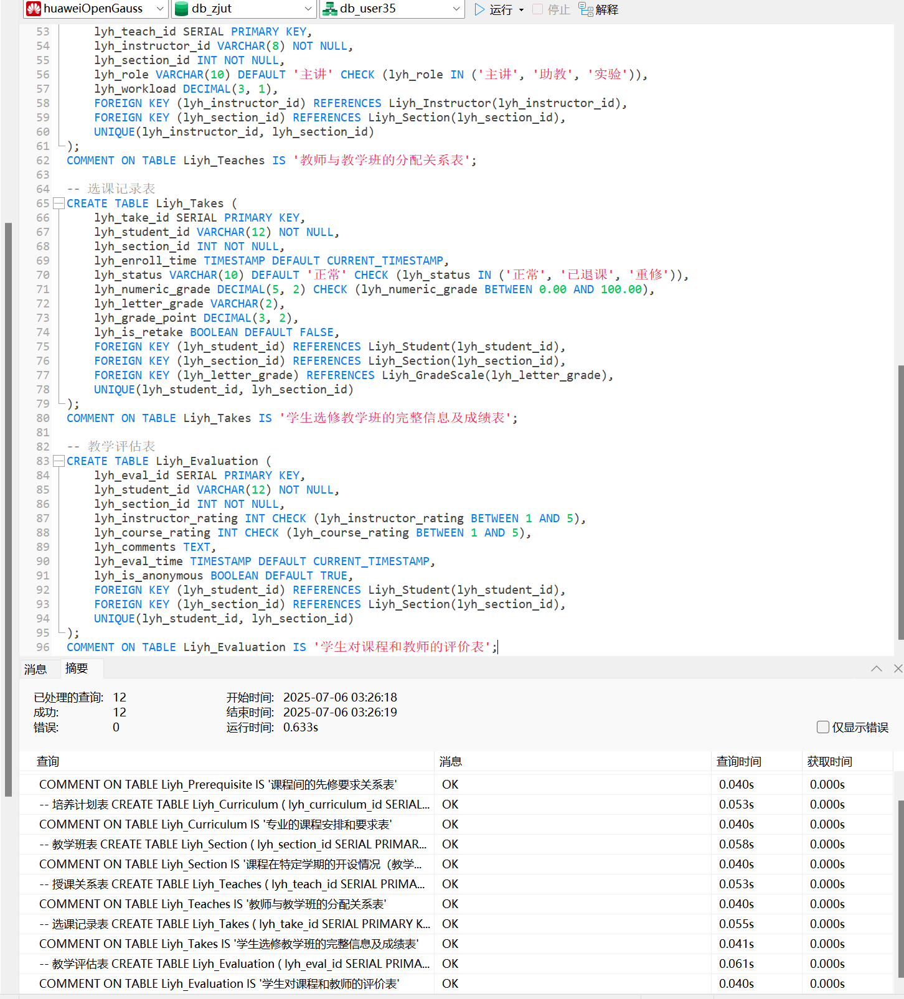 huaweiOpenGauss db_zjut db_user35 运行 停止 解释
53 lyh_teach_id SERIAL PRIMARY KEY,
54 lyh_instructor_id VARCHAR(8) NOT NULL,
55 lyh_section_id INT NOT NULL,
56 lyh_role VARCHAR(10) DEFAULT '主讲' CHECK (lyh_role IN ('主讲', '助教', '实验')),
57 lyh_workload DECIMAL(3, 1),
58 FOREIGN KEY (lyh_instructor_id) REFERENCES Liyh_Instructor(lyh_instructor_id),
59 FOREIGN KEY (lyh_section_id) REFERENCES Liyh_Section(lyh_section_id),
60 UNIQUE(lyh_instructor_id, lyh_section_id)
61 );
62 COMMENT ON TABLE Liyh_Teaches IS '教师与教学班的分配关系表';
63
64 -- 选课记录表
65 CREATE TABLE Liyh_Takes (
66 lyh_take_id SERIAL PRIMARY KEY,
67 lyh_student_id VARCHAR(12) NOT NULL,
68 lyh_section_id INT NOT NULL,
69 lyh_enroll_time TIMESTAMP DEFAULT CURRENT_TIMESTAMP,
70 lyh_status VARCHAR(10) DEFAULT '正常' CHECK (lyh_status IN ('正常', '已退课', '重修')),
71 lyh_numeric_grade DECIMAL(5, 2) CHECK (lyh_numeric_grade BETWEEN 0.00 AND 100.00),
72 lyh_letter_grade VARCHAR(2),
73 lyh_grade_point DECIMAL(3, 2),
74 lyh_is_retake BOOLEAN DEFAULT FALSE,
75 FOREIGN KEY (lyh_student_id) REFERENCES Liyh_Student(lyh_student_id),
76 FOREIGN KEY (lyh_section_id) REFERENCES Liyh_Section(lyh_section_id),
77 FOREIGN KEY (lyh_letter_grade) REFERENCES Liyh_GradeScale(lyh_letter_grade),
78 UNIQUE(lyh_student_id, lyh_section_id)
79 );
80 COMMENT ON TABLE Liyh_Takes IS '学生选修教学班的完整信息及成绩表';
81
82 -- 教学评估表
83 CREATE TABLE Liyh_Evaluation (
84 lyh_eval_id SERIAL PRIMARY KEY,
85 lyh_student_id VARCHAR(12) NOT NULL,
86 lyh_section_id INT NOT NULL,
87 lyh_instructor_rating INT CHECK (lyh_instructor_rating BETWEEN 1 AND 5),
88 lyh_course_rating INT CHECK (lyh_course_rating BETWEEN 1 AND 5),
89 lyh_comments TEXT,
90 lyh_eval_time TIMESTAMP DEFAULT CURRENT_TIMESTAMP,
91 lyh_is_anonymous BOOLEAN DEFAULT TRUE,
92 FOREIGN KEY (lyh_student_id) REFERENCES Liyh_Student(lyh_student_id),
93 FOREIGN KEY (lyh_section_id) REFERENCES Liyh_Section(lyh_section_id),
94 UNIQUE(lyh_student_id, lyh_section_id)
95 );
96 COMMENT ON TABLE Liyh_Evaluation IS '学生对课程和教师的评价表';
消息 摘要
已处理的查询: 12 开始时间: 2025-07-06 03:26:18
成功: 12 结束时间: 2025-07-06 03:26:19
错误: 0 运行时间: 0.633s 仅显示错误
查询 消息 查询时间 获取时间
COMMENT ON TABLE Liyh_Prerequisite IS '课程间的先修要求关系表' OK 0.040s 0.000s
-- 培养计划表 CREATE TABLE Liyh_Curriculum ( lyh_curriculum_id SERIAL... OK 0.053s 0.000s
COMMENT ON TABLE Liyh_Curriculum IS '专业的课程安排和要求表' OK 0.040s 0.000s
-- 教学班表 CREATE TABLE Liyh_Section ( lyh_section_id SERIAL PRIMAR... OK 0.058s 0.000s
COMMENT ON TABLE Liyh_Section IS '课程在特定学期的开设情况（教学... OK 0.040s 0.000s
-- 授课关系表 CREATE TABLE Liyh_Teaches ( lyh_teach_id SERIAL PRIMA... OK 0.053s 0.000s
COMMENT ON TABLE Liyh_Teaches IS '教师与教学班的分配关系表' OK 0.040s 0.000s
-- 选课记录表 CREATE TABLE Liyh_Takes ( lyh_take_id SERIAL PRIMARY K... OK 0.055s 0.000s
COMMENT ON TABLE Liyh_Takes IS '学生选修教学班的完整信息及成绩表' OK 0.041s 0.000s
-- 教学评估表 CREATE TABLE Liyh_Evaluation ( lyh_eval_id SERIAL PRIMA... OK 0.061s 0.000s
COMMENT ON TABLE Liyh_Evaluation IS '学生对课程和教师的评价表' OK 0.040s 0.000s